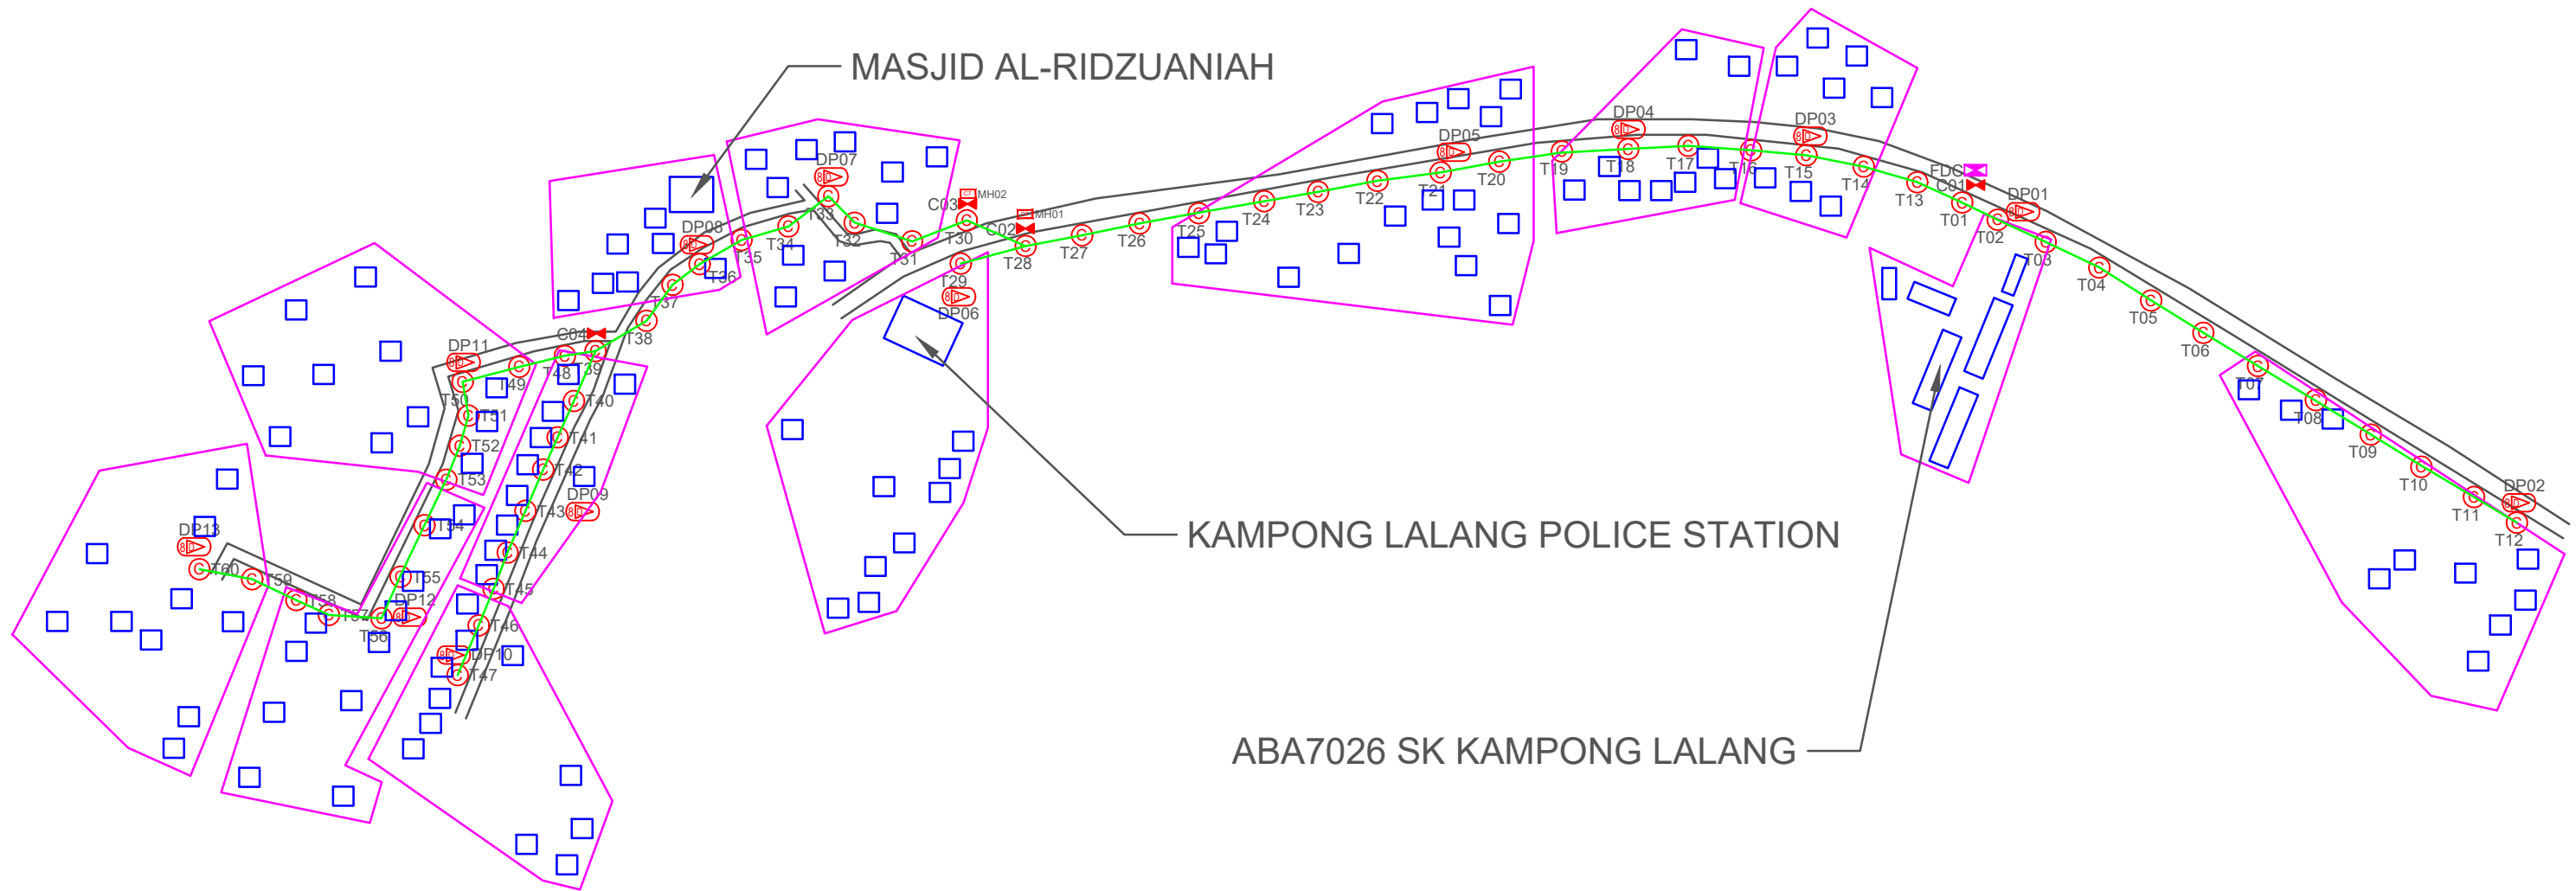 MASJID AL-RIDZUANIAH
KAMPONG LALANG POLICE STATION
ABA7026 SK KAMPONG LALANG
FDC
C01
C02
C03
C04
MH01
MH02
DP01
DP02
DP03
DP04
DP05
DP06
DP07
DP08
DP09
DP10
DP11
DP12
DP13
T01
T02
T03
T04
T05
T06
T07
T08
T09
T10
T11
T12
T13
T14
T15
T16
T17
T18
T19
T20
T21
T22
T23
T24
T25
T26
T27
T28
T29
T30
T31
T32
T33
T34
T35
T36
T37
T38
T39
T40
T41
T42
T43
T44
T45
T46
T47
T48
T49
T50
T51
T52
T53
T54
T55
T56
T57
T58
T59
T60